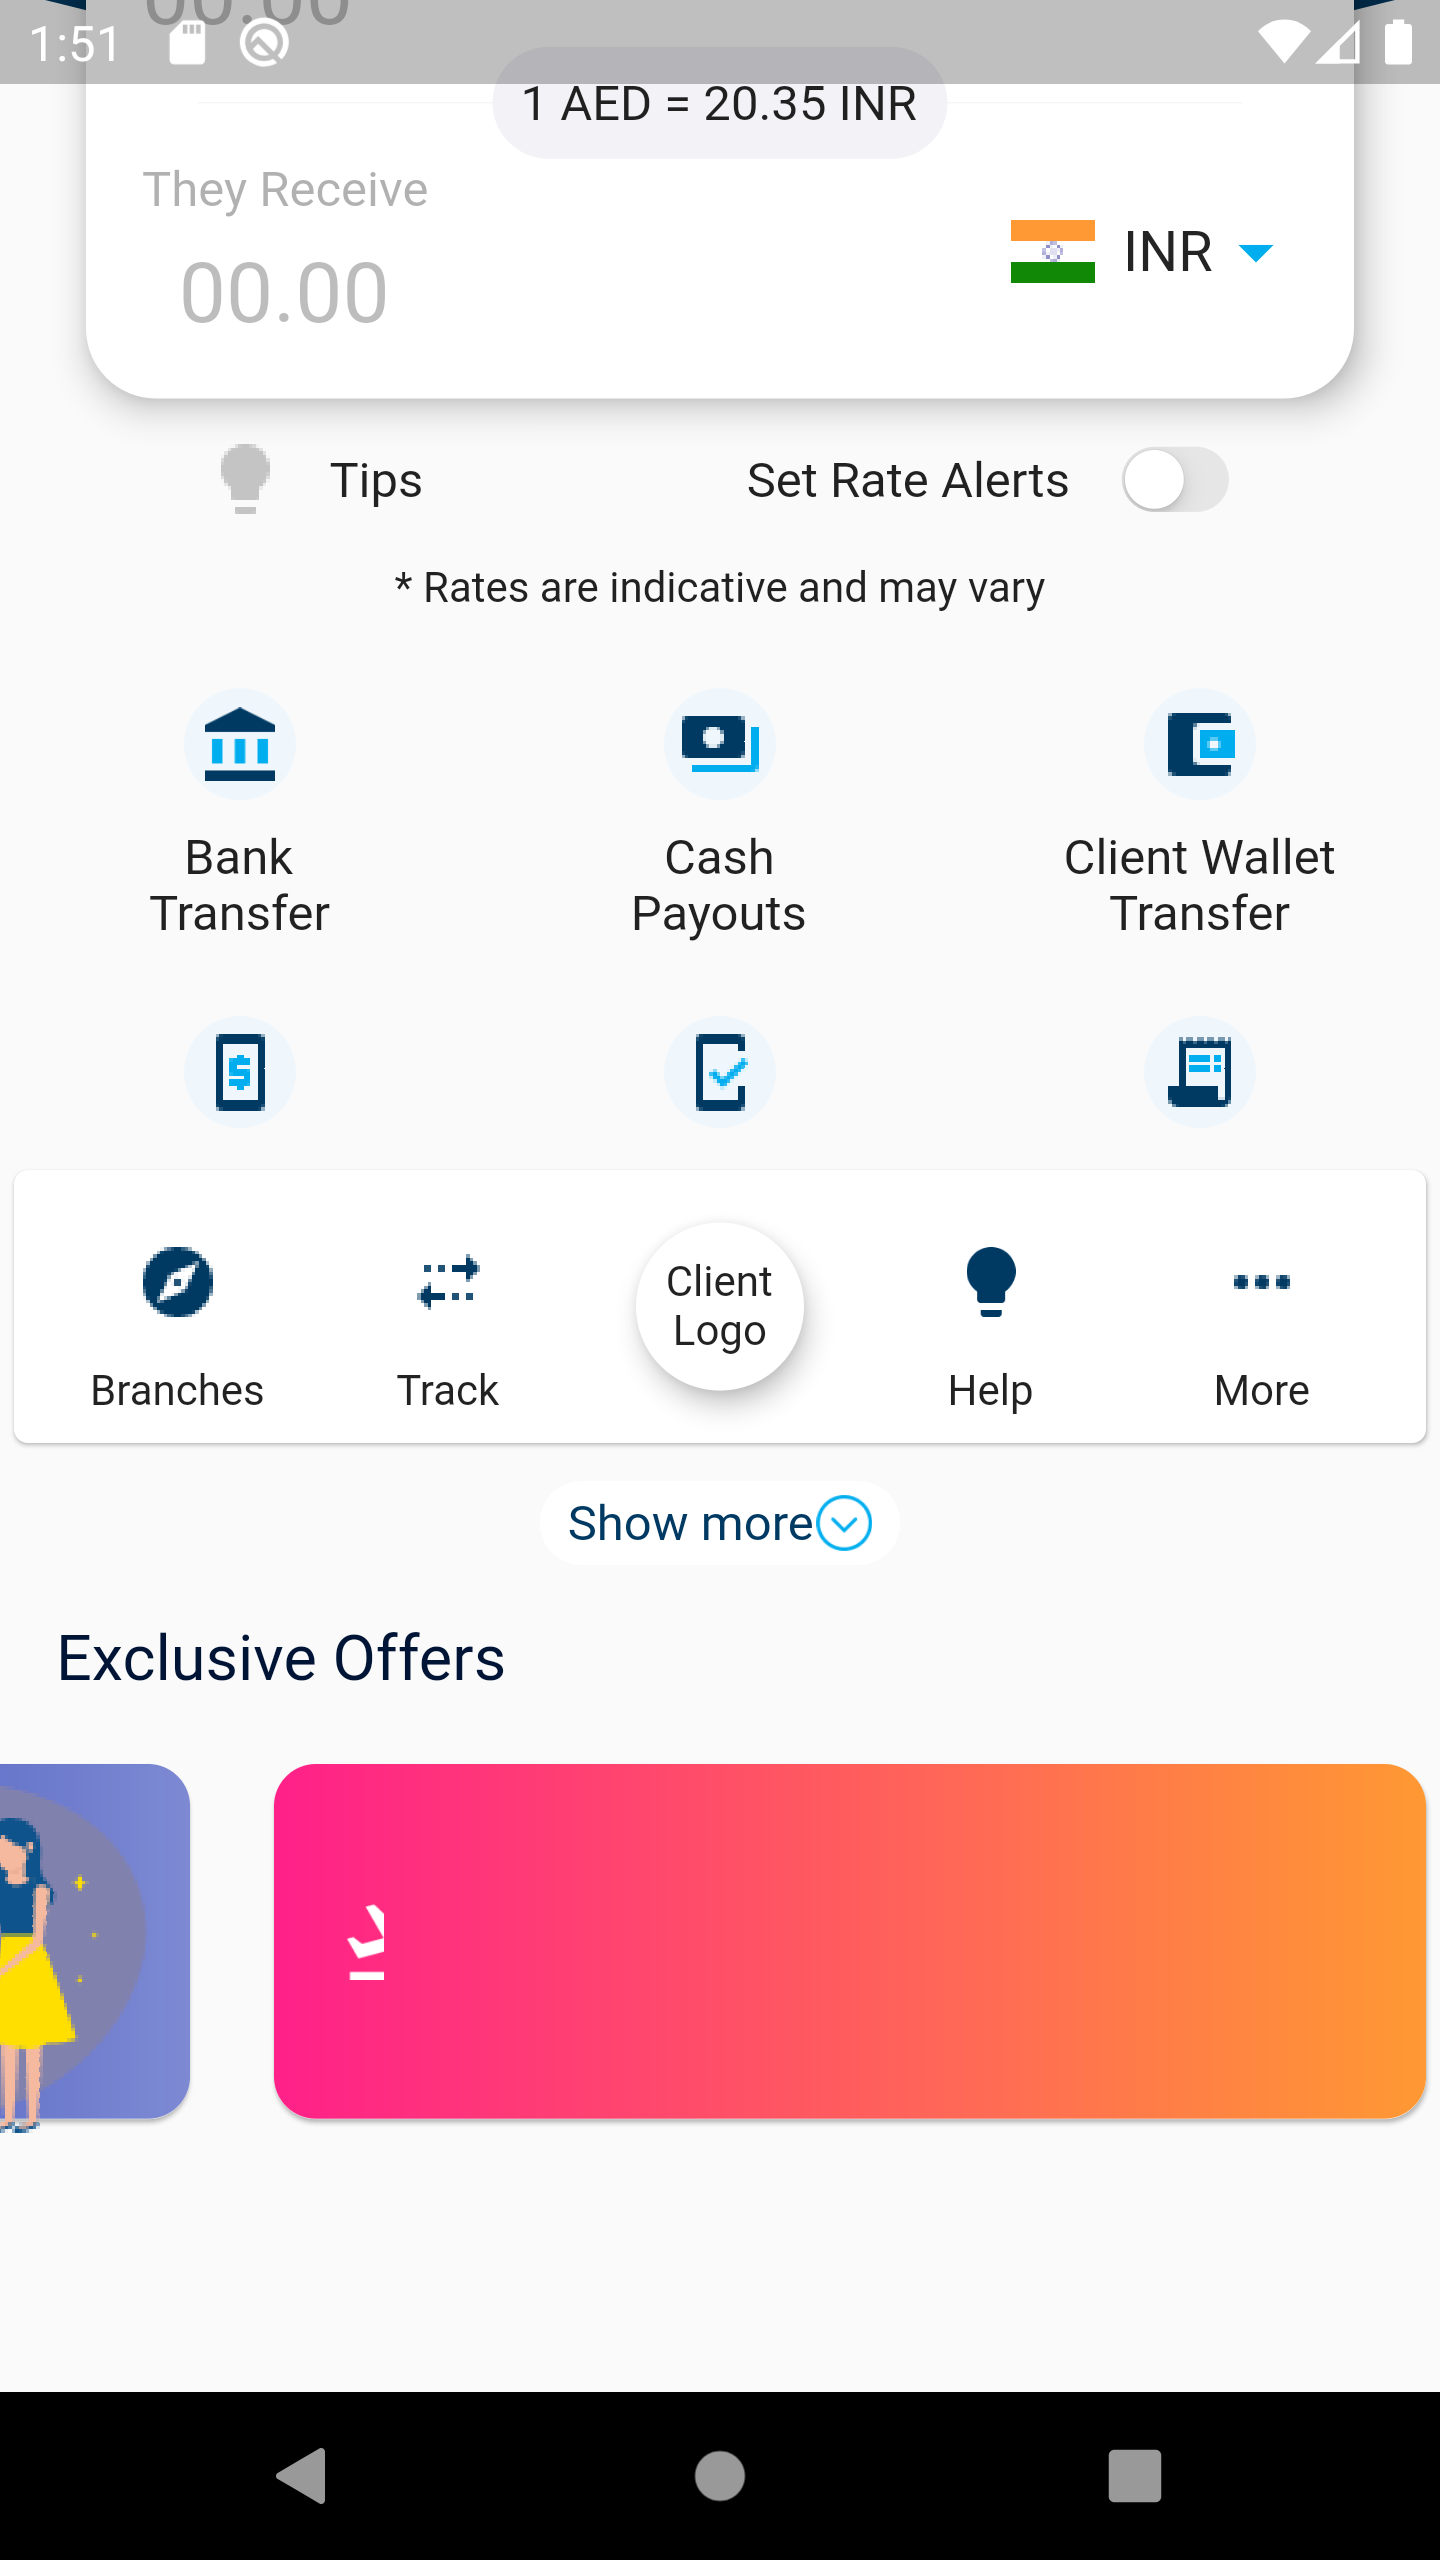 00.00
1:51
1 AED = 20.35 INR
They Receive
00.00
INR
Tips
Set Rate Alerts
* Rates are indicative and may vary
Bank
Transfer
Cash
Payouts
Client Wallet
Transfer
Branches
Track
Client
Logo
Help
More
Show more
Exclusive Offers